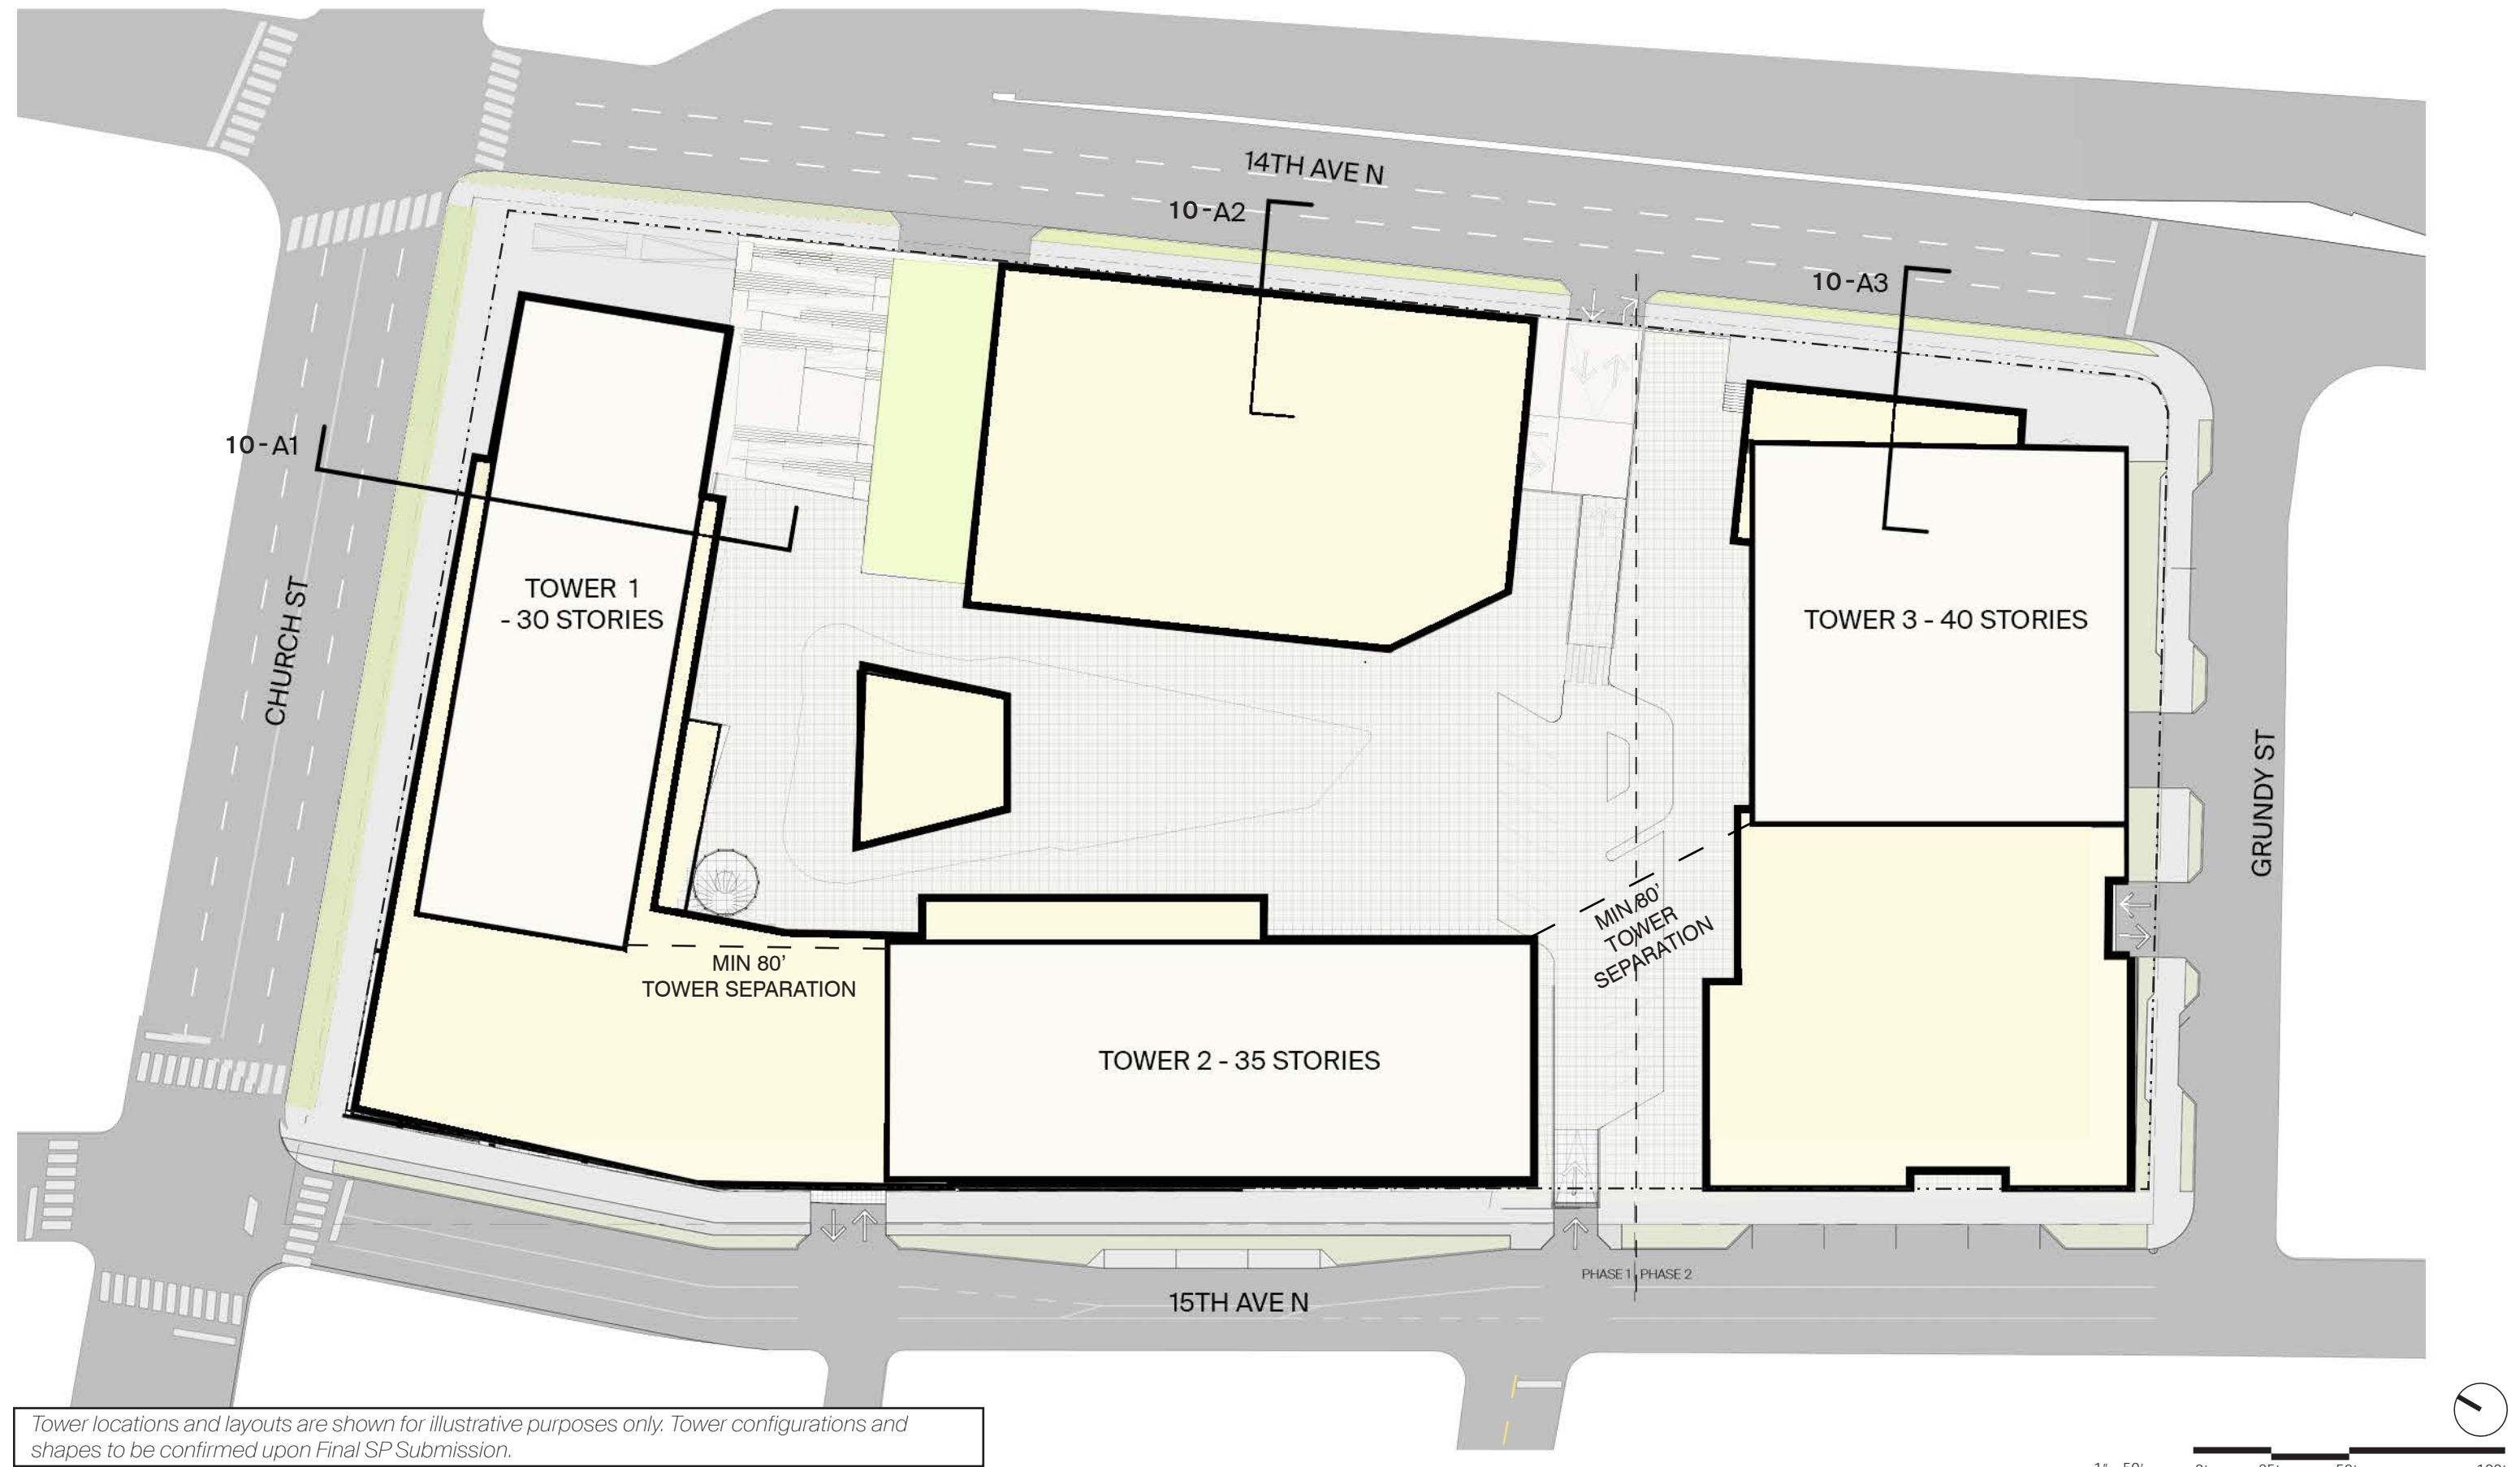 14TH AVE N
10-A2
10-A3
10-A1
TOWER 1
- 30 STORIES
TOWER 3 - 40 STORIES
CHURCH ST
GRUNDY ST
MIN 80'
TOWER
SEPARATION
MIN 80'
TOWER SEPARATION
TOWER 2 - 35 STORIES
PHASE 1 PHASE 2
15TH AVE N
Tower locations and layouts are shown for illustrative purposes only. Tower configurations and
shapes to be confirmed upon Final SP Submission.